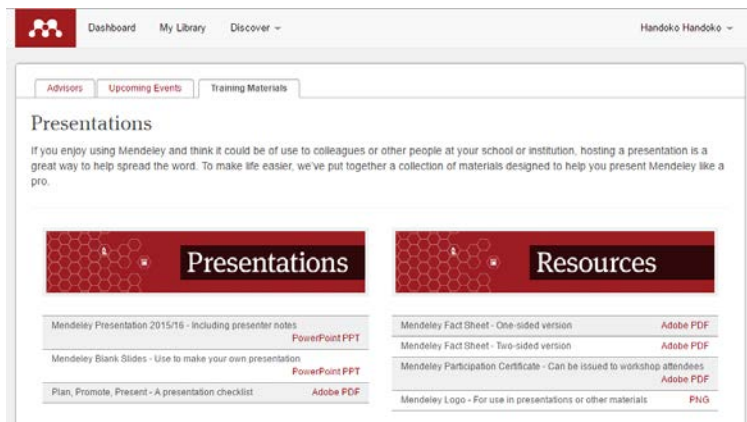 Dashboard My Library Discover Handoko Handoko
Advisors Upcoming Events Training Materials
Presentations
If you enjoy using Mendeley and think it could be of use to colleagues or other people at your school or institution, hosting a presentation is a
great way to help spread the word. To make life easier, we've put together a collection of materials designed to help you present Mendeley like a
pro.
Presentations
Mendeley Presentation 2015/16 - Including presenter notes
PowerPoint PPT
Mendeley Blank Slides - Use to make your own presentation
PowerPoint PPT
Plan, Promote, Present - A presentation checklist Adobe PDF
Resources
Mendeley Fact Sheet - One-sided version Adobe PDF
Mendeley Fact Sheet - Two-sided version Adobe PDF
Mendeley Participation Certificate - Can be issued to workshop attendees
Adobe PDF
Mendeley Logo - For use in presentations or other materials PNG